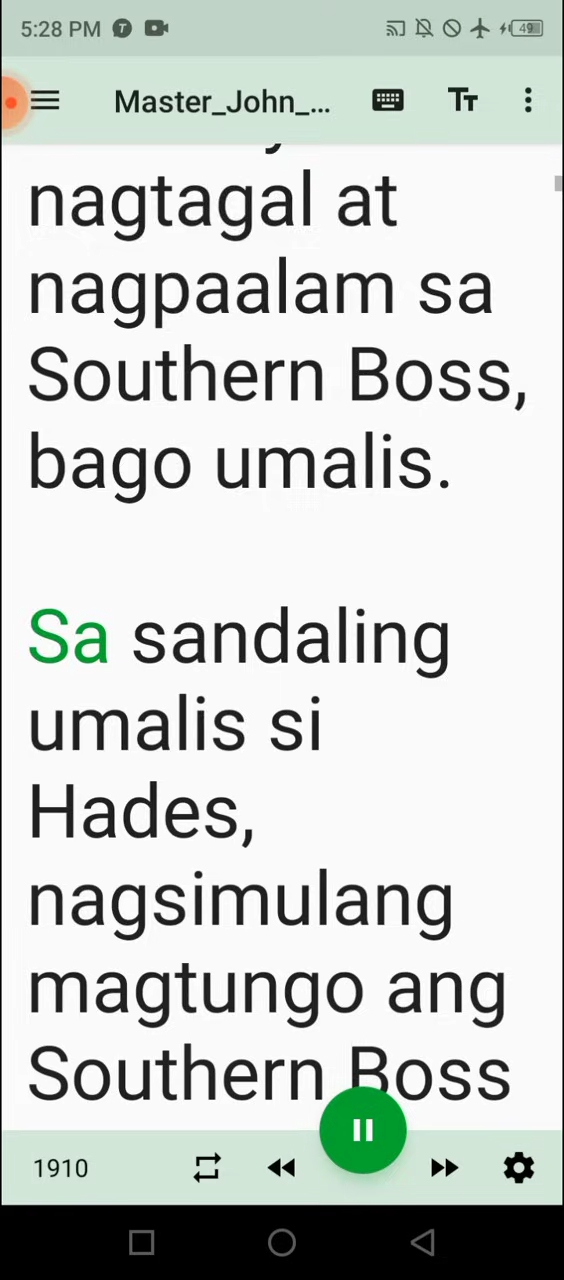 5:28 PM
49
Master_John_...
nagtagal at
nagpaalam sa
Southern Boss,
bago umalis.
Sa sandaling
umalis si
Hades,
nagsimulang
magtungo ang
Southern Boss
1910